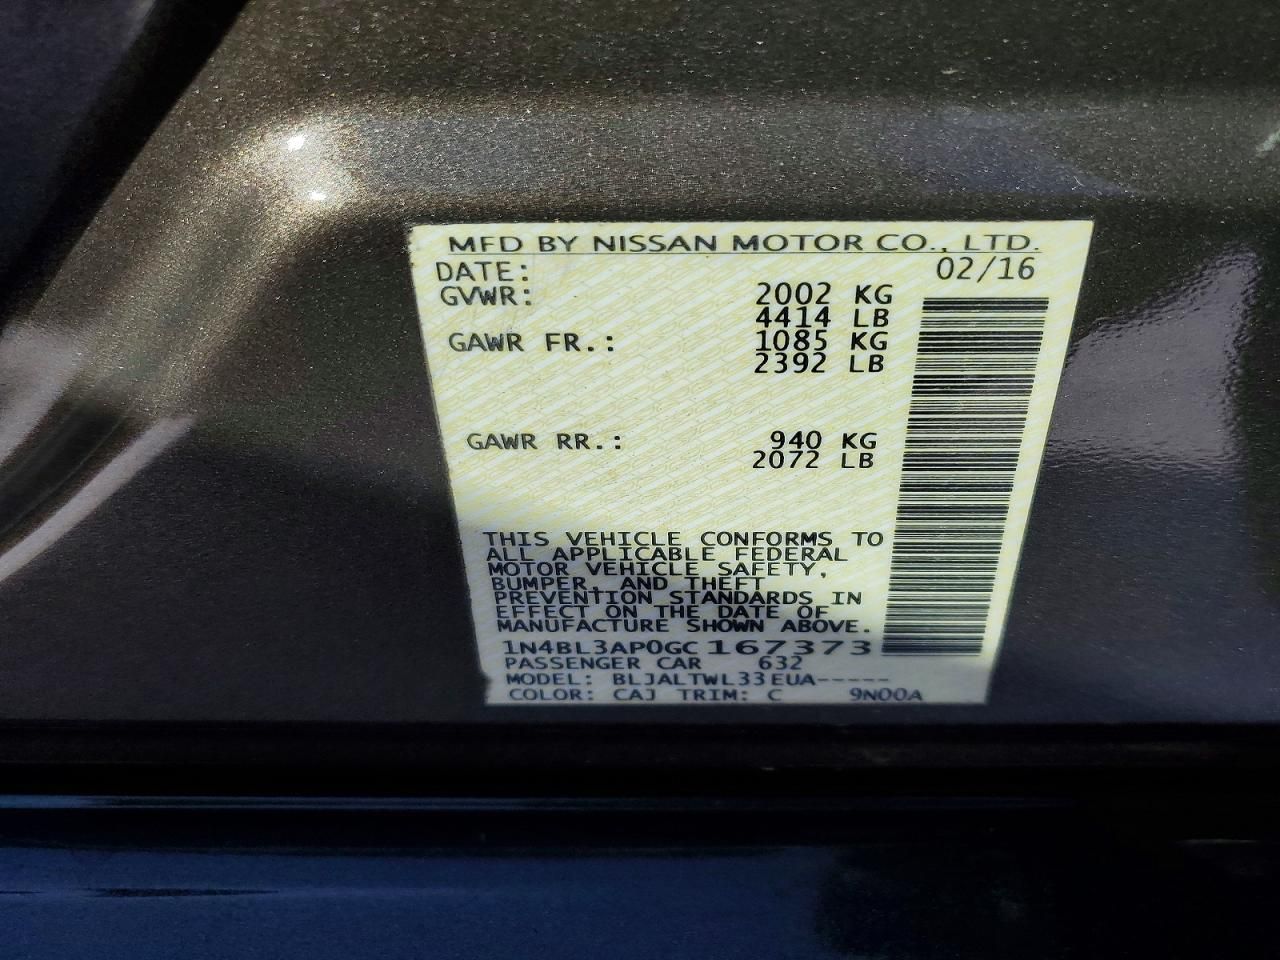 MFD BY NISSAN MOTOR CO., LTD.
DATE: 02/16
GVWR: 2002 KG
4414 LB
GAWR FR.: 1085 KG
2392 LB
GAWR RR.: 940 KG
2072 LB
THIS VEHICLE CONFORMS TO
ALL APPLICABLE FEDERAL
MOTOR VEHICLE SAFETY,
BUMPER, AND THEFT
PREVENTION STANDARDS IN
EFFECT ON THE DATE OF
MANUFACTURE SHOWN ABOVE.
1N4BL3AP0GC167373
PASSENGER CAR 632
MODEL: BLJALTWL33EUA-----
COLOR: CAJ TRIM: C 9N00A